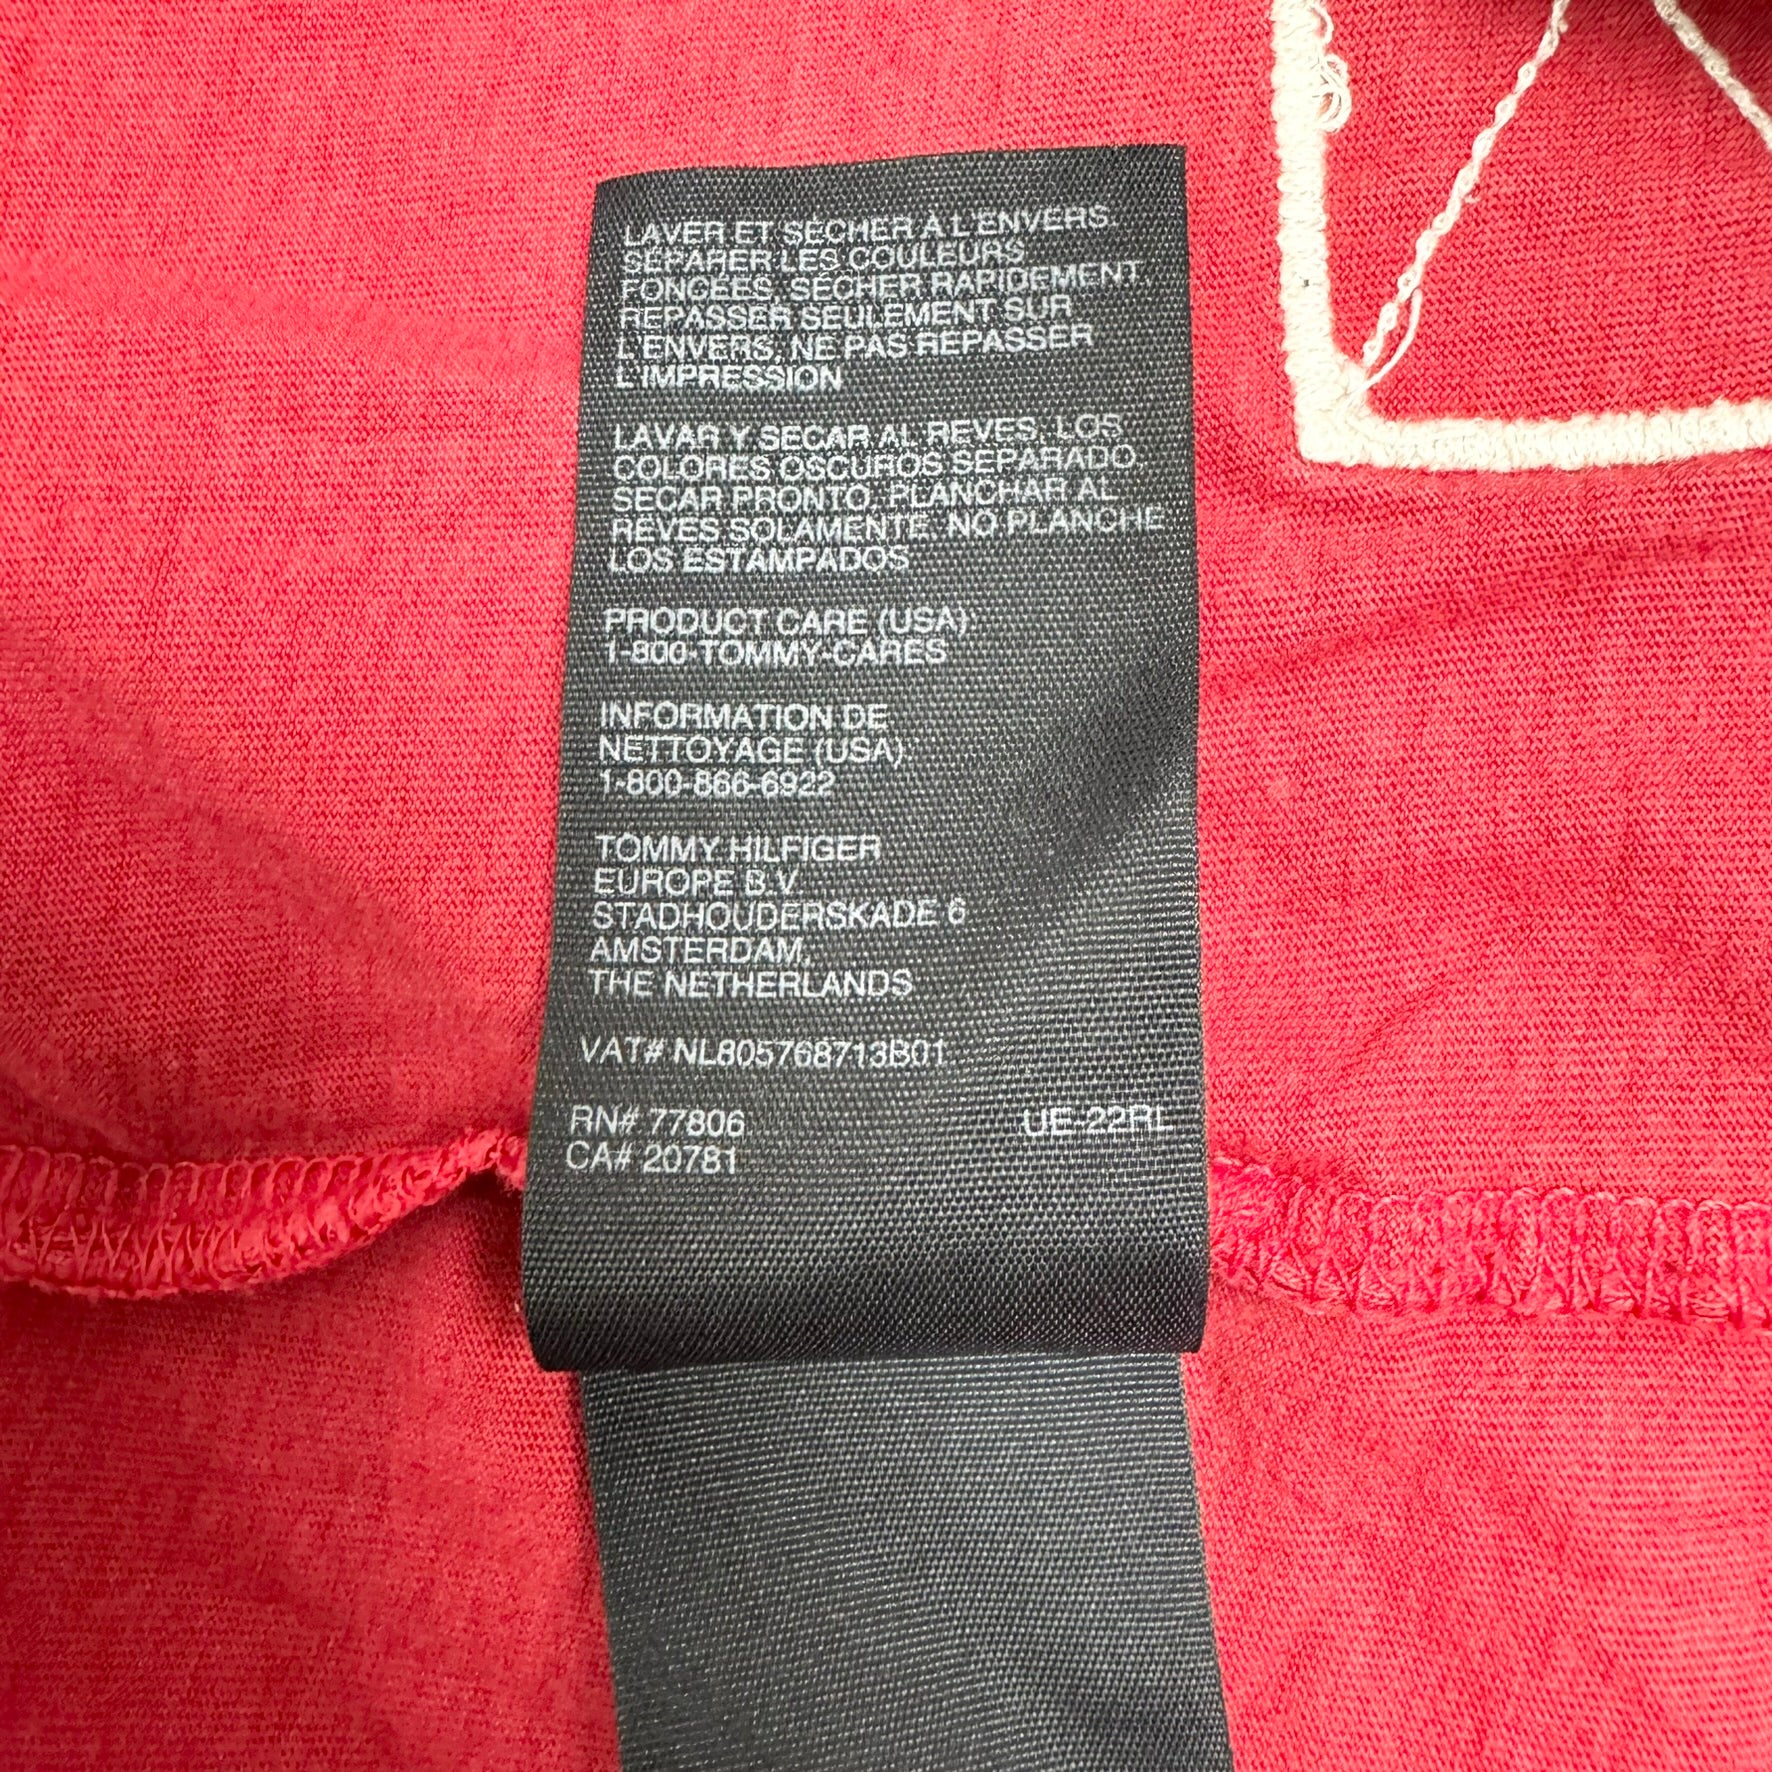 LAVER ET SÉCHER À L'ENVERS.
SÉPARER LES COULEURS
FONCÉES. SÉCHER RAPIDEMENT.
REPASSER SEULEMENT SUR
L'ENVERS. NE PAS REPASSER
L'IMPRESSION
LAVAR Y SECAR AL REVES. LOS
COLORES OSCUROS SEPARADO.
SECAR PRONTO. PLANCHAR AL
REVES SOLAMENTE. NO PLANCHE
LOS ESTAMPADOS
PRODUCT CARE (USA):
1-800-TOMMY-CARES
INFORMATION DE
NETTOYAGE (USA)
1-800-866-6922
TOMMY HILFIGER
EUROPE B.V.
STADHOUDERSKADE 6
AMSTERDAM,
THE NETHERLANDS
VAT# NL805768713B01
RN# 77806 UE-22RL
CA# 20781